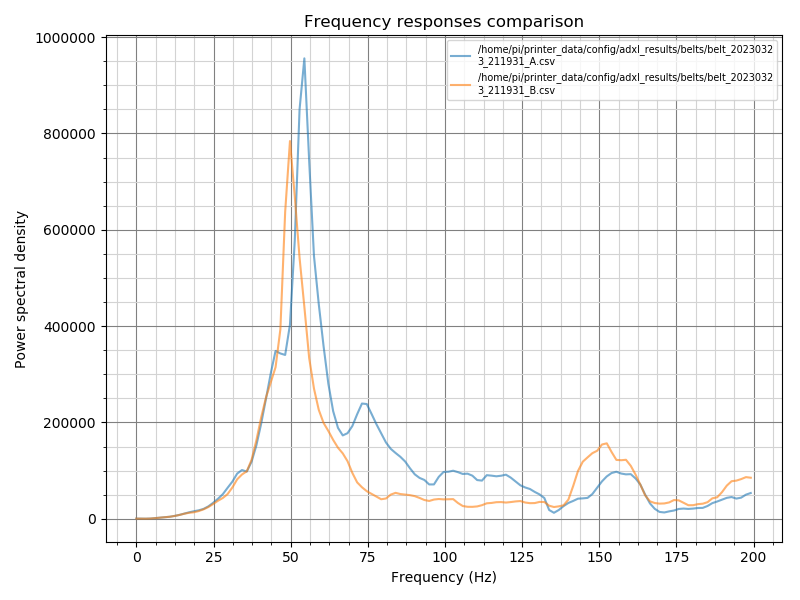 Frequency responses comparison
/home/pi/printer_data/config/adxl_results/belts/belt_2023032
3_211931_A.csv
/home/pi/printer_data/config/adxl_results/belts/belt_2023032
3_211931_B.csv
1000000
800000
600000
400000
200000
0
Power spectral density
0 25 50 75 100 125 150 175 200
Frequency (Hz)